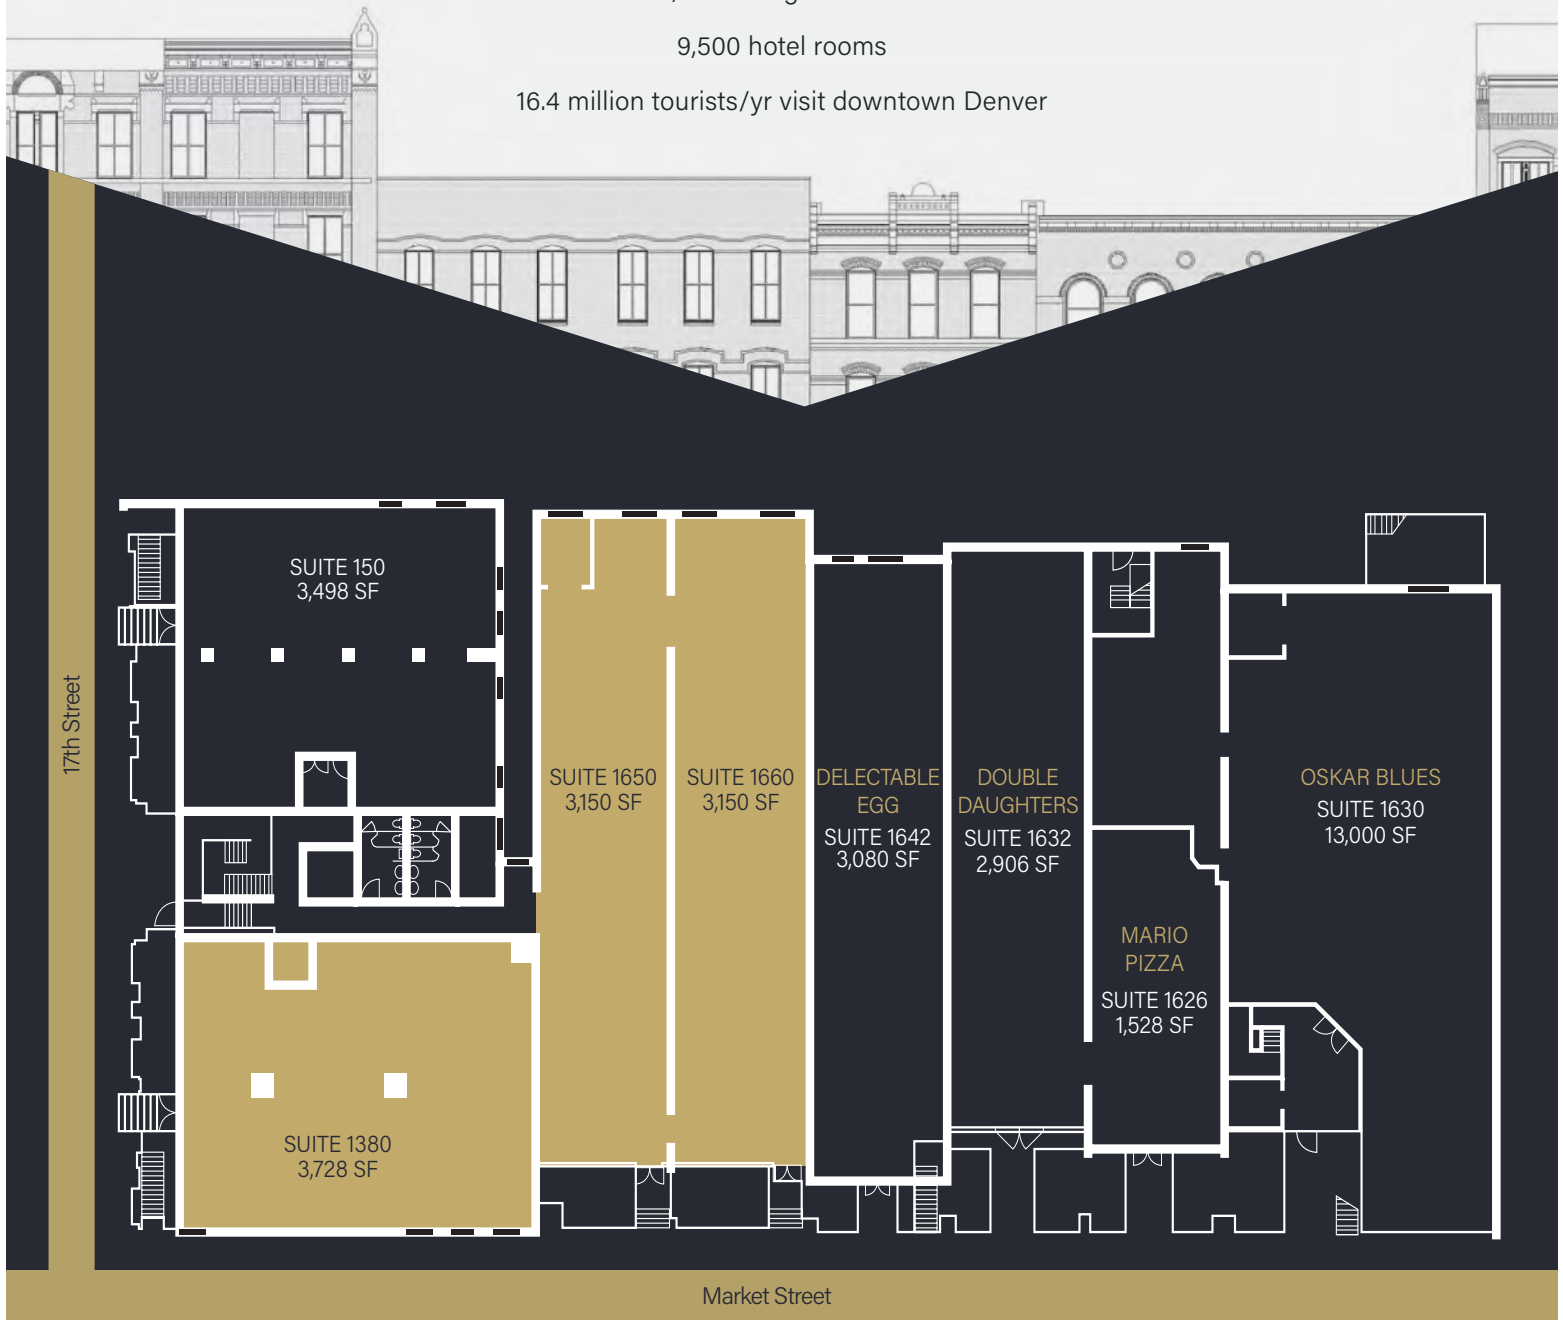 9,500 hotel rooms
16.4 million tourists/yr visit downtown Denver
17th Street
SUITE 150
3,498 SF
SUITE 1650
3,150 SF
SUITE 1660
3,150 SF
DELECTABLE
EGG
SUITE 1642
3,080 SF
DOUBLE
DAUGHTERS
SUITE 1632
2,906 SF
OSKAR BLUES
SUITE 1630
13,000 SF
MARIO
PIZZA
SUITE 1626
1,528 SF
SUITE 1380
3,728 SF
Market Street